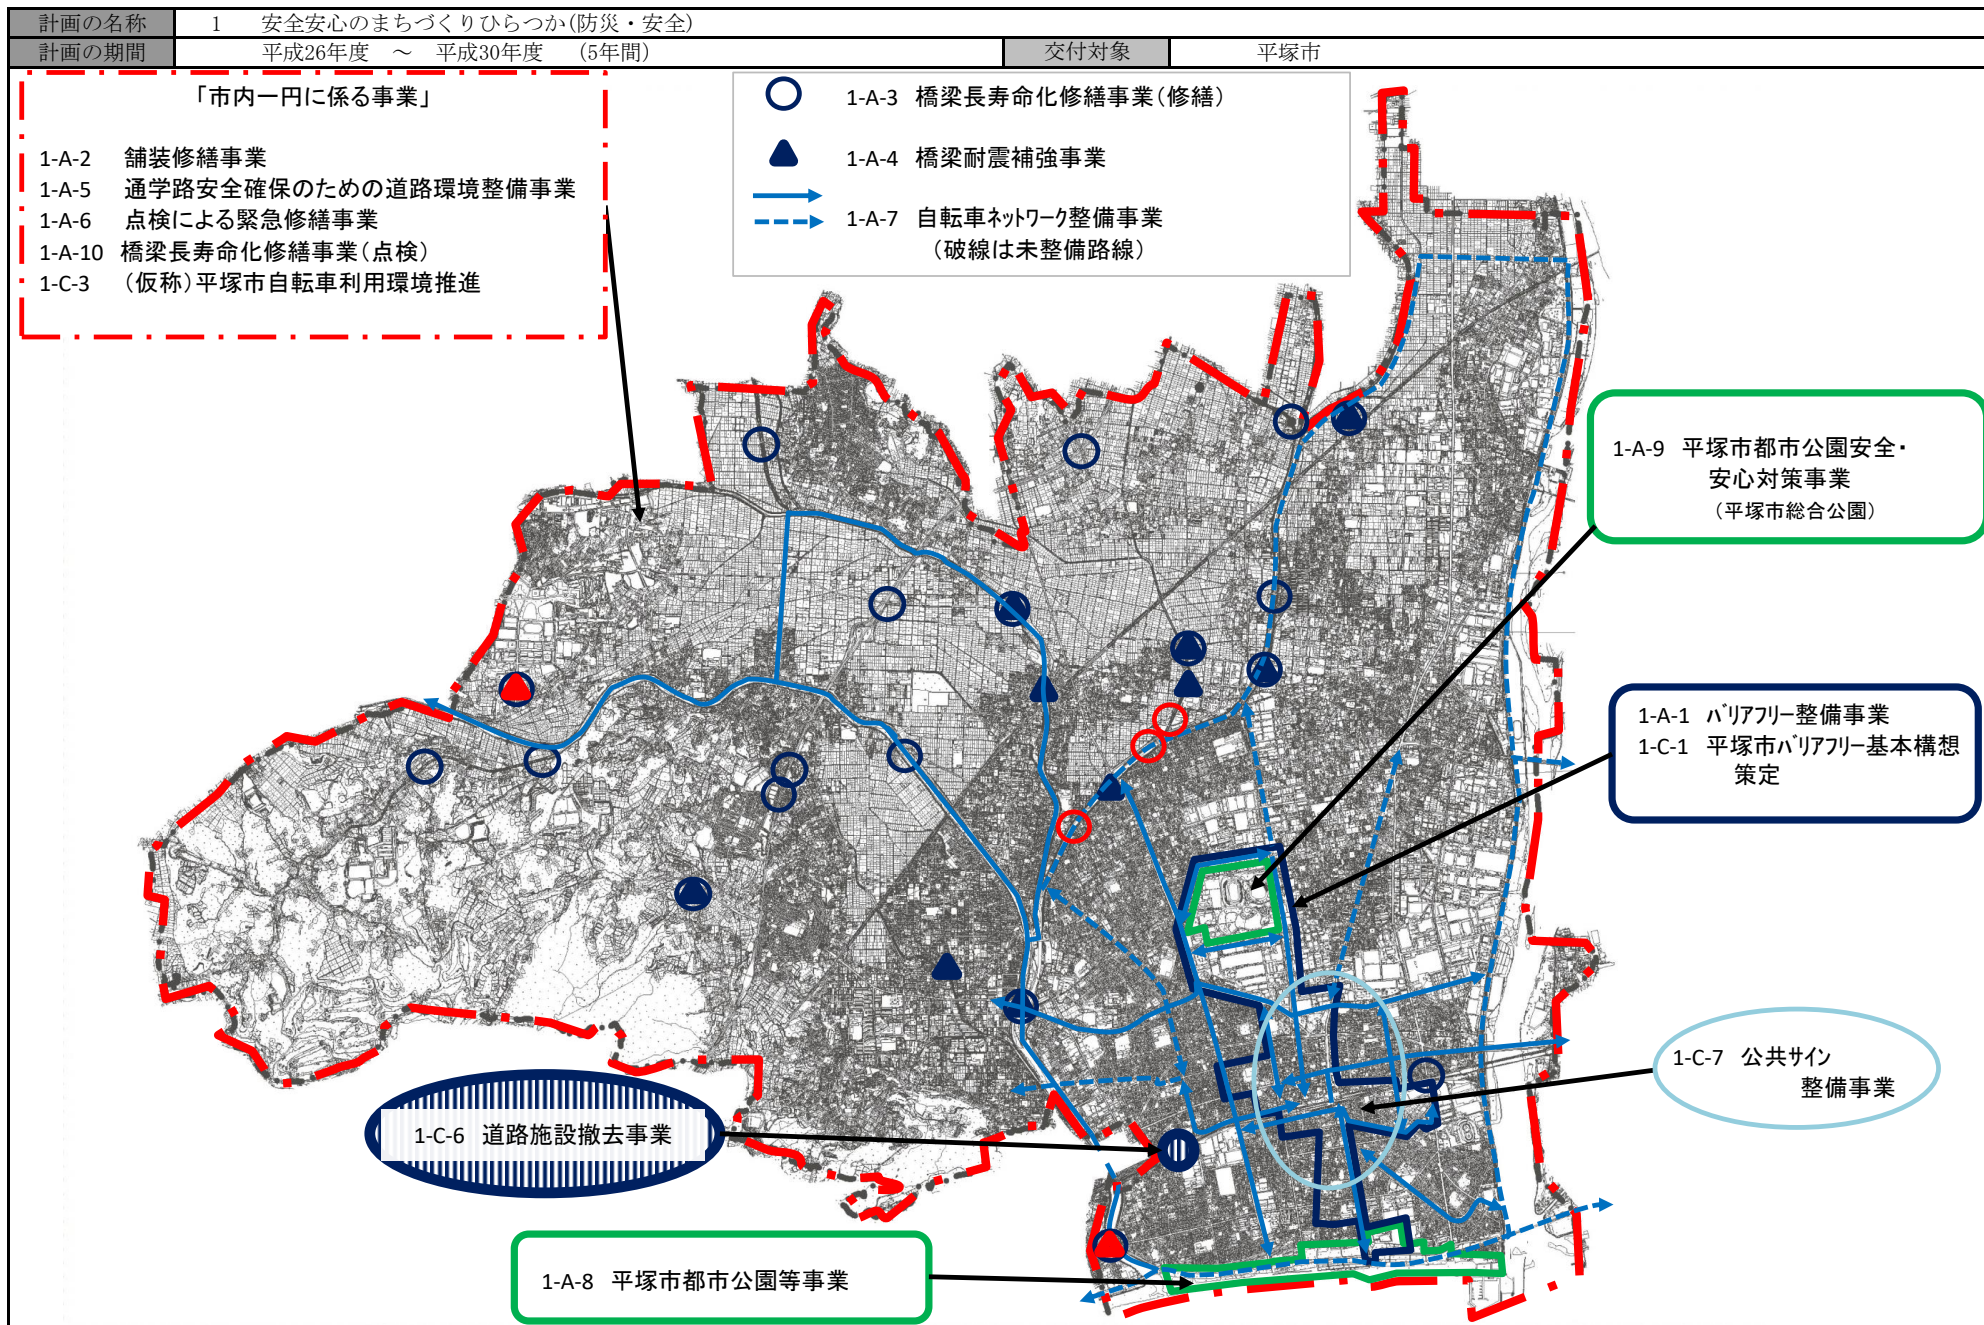 計画の名称 1 安全安心のまちづくりひらつか(防災・安全)
計画の期間 平成26年度 ～ 平成30年度 (5年間) 交付対象 平塚市
「市内一円に係る事業」
1-A-2 舗装修繕事業
1-A-5 通学路安全確保のための道路環境整備事業
1-A-6 点検による緊急修繕事業
1-A-10 橋梁長寿命化修繕事業(点検)
1-C-3 (仮称)平塚市自転車利用環境推進
1-A-3 橋梁長寿命化修繕事業(修繕)
1-A-4 橋梁耐震補強事業
1-A-7 自転車ネットワーク整備事業
(破線は未整備路線)
1-A-9 平塚市都市公園安全・
安心対策事業
(平塚市総合公園)
1-A-1 バリアフリー整備事業
1-C-1 平塚市バリアフリー基本構想
策定
1-C-7 公共サイン
整備事業
1-C-6 道路施設撤去事業
1-A-8 平塚市都市公園等事業